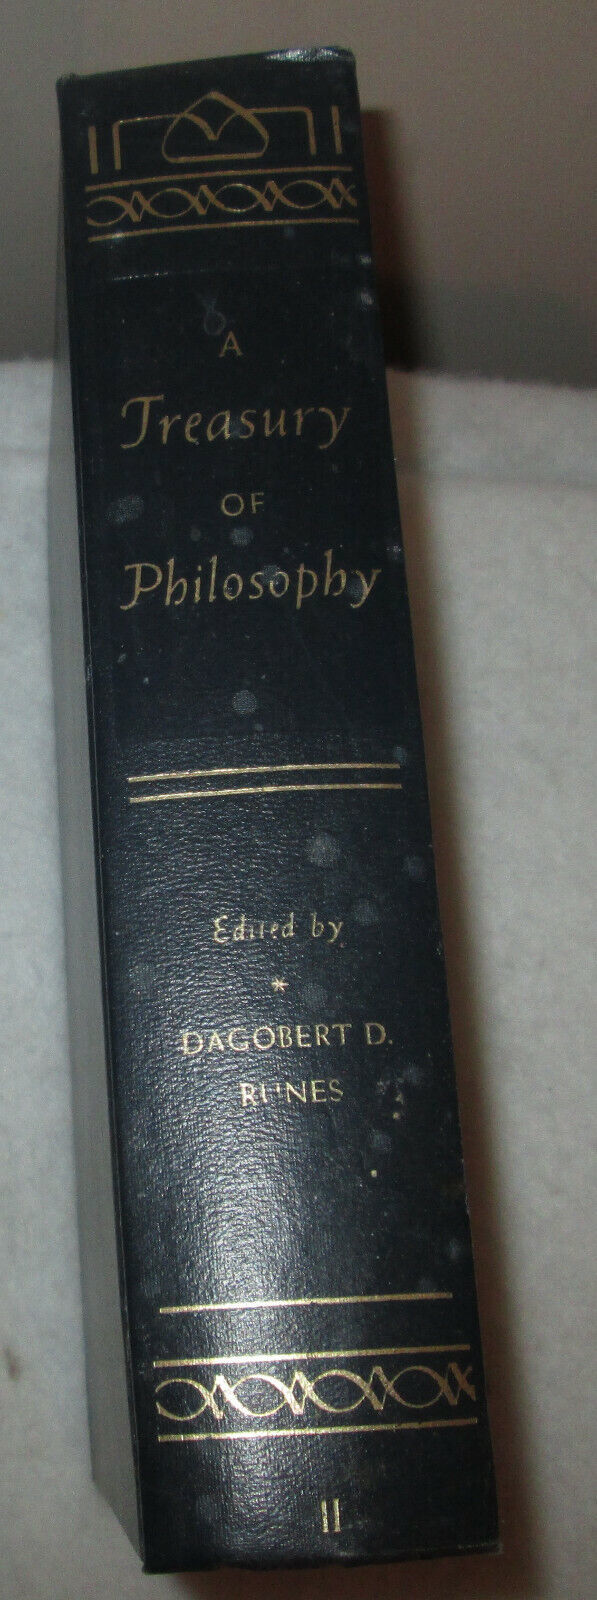 A
Treasury
OF
Philosophy
Edited by
*
DAGOBERT D.
RUNES
II